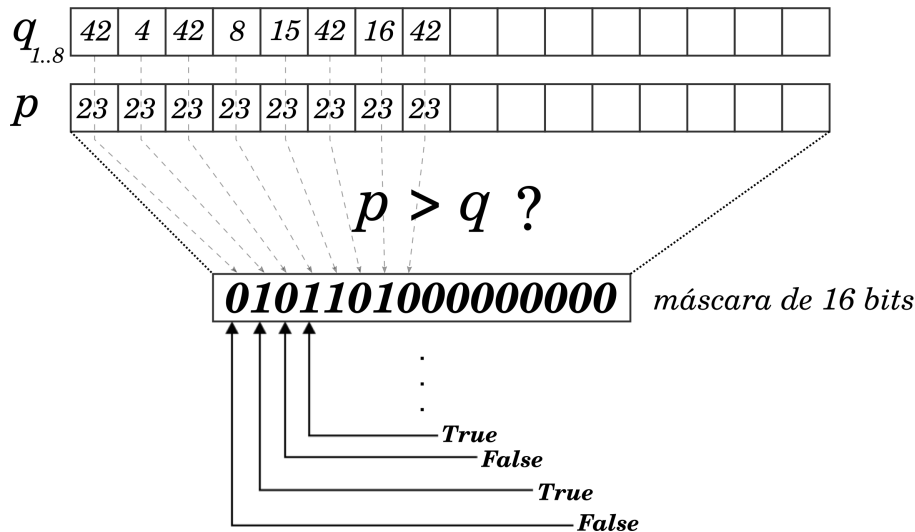 q 1..8 42 4 42 8 15 42 16 42
p 23 23 23 23 23 23 23 23
p > q ?
0101101000000000 máscara de 16 bits
.
.
.
True
False
True
False